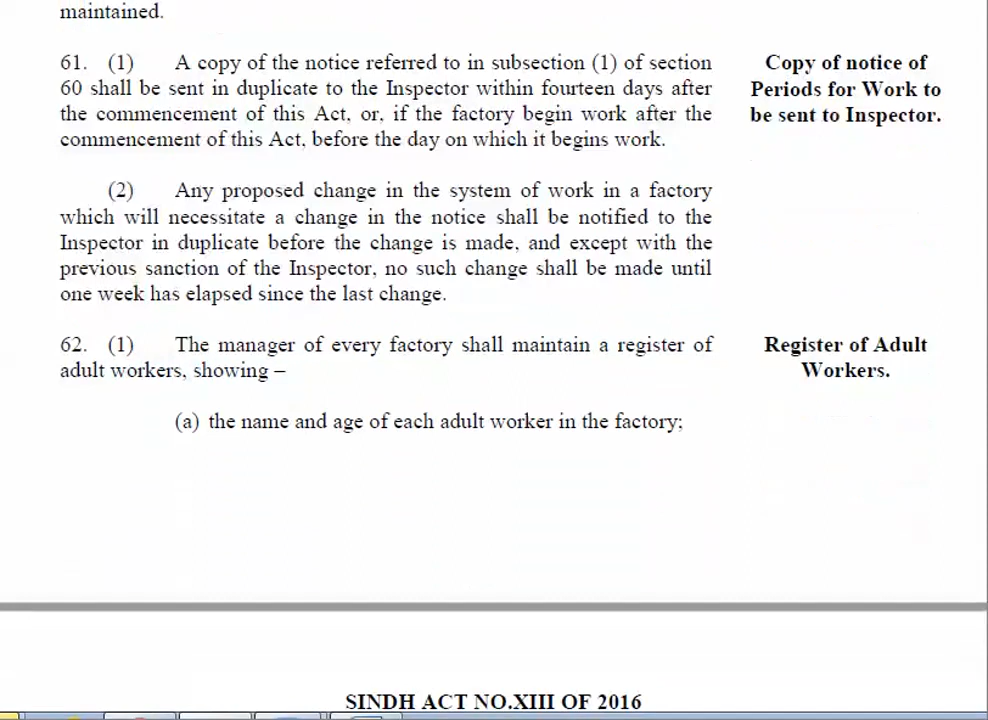 maintained.
61. (1) A copy of the notice referred to in subsection (1) of section
60 shall be sent in duplicate to the Inspector within fourteen days after
the commencement of this Act, or, if the factory begin work after the
commencement of this Act, before the day on which it begins work.
Copy of notice of
Periods for Work to
be sent to Inspector.
(2) Any proposed change in the system of work in a factory
which will necessitate a change in the notice shall be notified to the
Inspector in duplicate before the change is made, and except with the
previous sanction of the Inspector, no such change shall be made until
one week has elapsed since the last change.
62. (1) The manager of every factory shall maintain a register of
adult workers, showing –
Register of Adult
Workers.
(a) the name and age of each adult worker in the factory;
SINDH ACT NO.XIII OF 2016